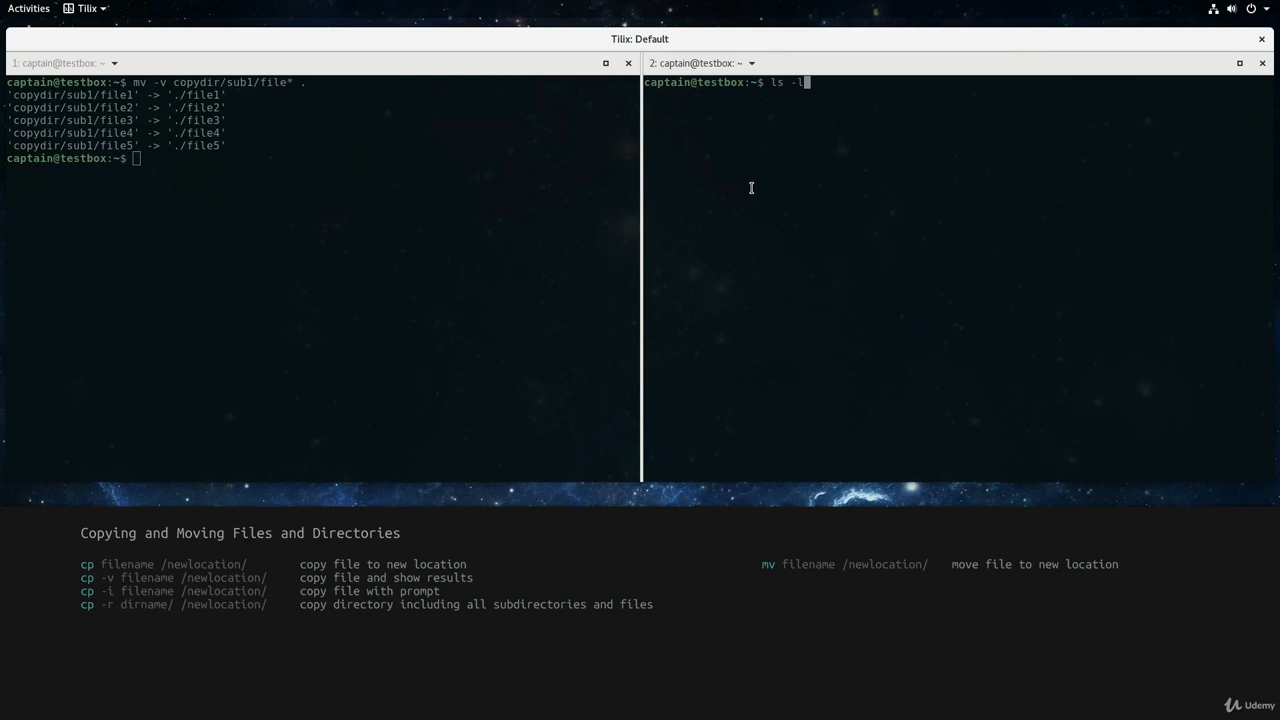 Activities Tilix
Tilix: Default
1: captain@testbox: ~
2: captain@testbox: ~
captain@testbox:~$ mv -v copydir/sub1/file* .
'copydir/sub1/file1' -> './file1'
'copydir/sub1/file2' -> './file2'
'copydir/sub1/file3' -> './file3'
'copydir/sub1/file4' -> './file4'
'copydir/sub1/file5' -> './file5'
captain@testbox:~$
captain@testbox:~$ ls -l
Copying and Moving Files and Directories
cp filename /newlocation/ copy file to new location
cp -v filename /newlocation/ copy file and show results
cp -i filename /newlocation/ copy file with prompt
cp -r dirname/ /newlocation/ copy directory including all subdirectories and files
mv filename /newlocation/ move file to new location
Udemy